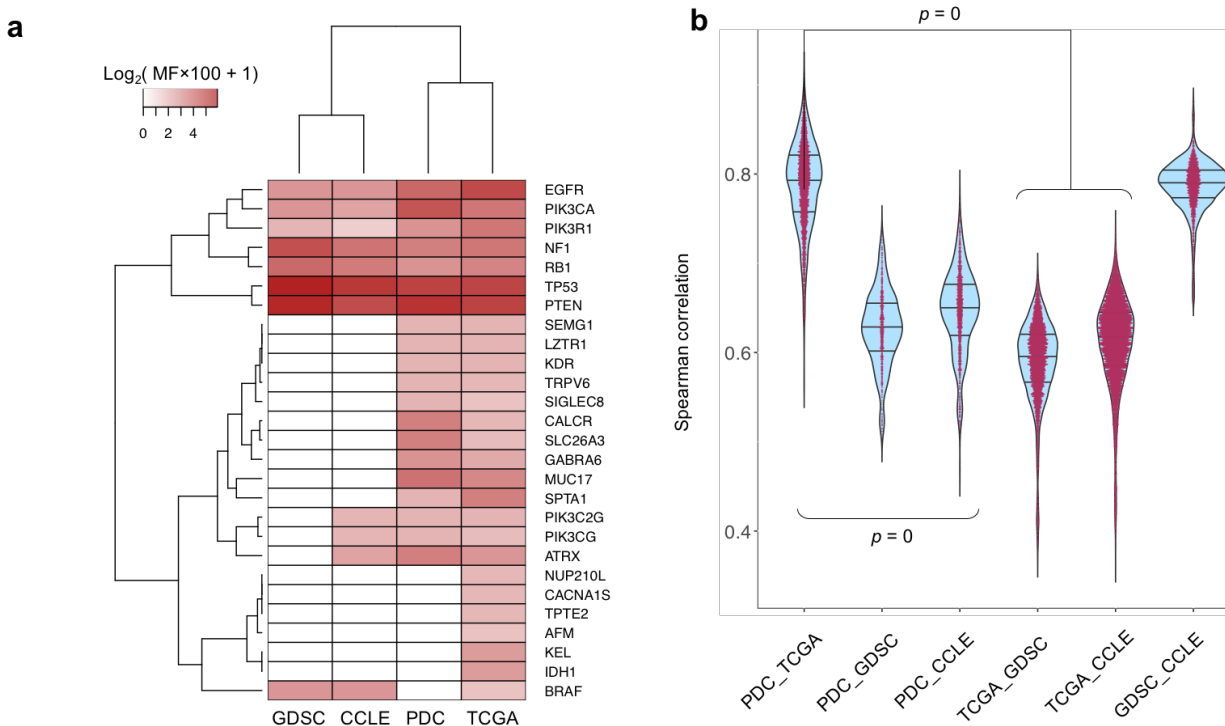 a
Log2( MF×100 + 1)
0 2 4
EGFR
PIK3CA
PIK3R1
NF1
RB1
TP53
PTEN
SEMG1
LZTR1
KDR
TRPV6
SIGLEC8
CALCR
SLC26A3
GABRA6
MUC17
SPTA1
PIK3C2G
PIK3CG
ATRX
NUP210L
CACNA1S
TPTE2
AFM
KEL
IDH1
BRAF
GDSC CCLE PDC TCGA
b
p = 0
Spearman correlation
0.8
0.6
0.4
p = 0
PDC_TCGA
PDC_GDSC
PDC_CCLE
TCGA_GDSC
TCGA_CCLE
GDSC_CCLE